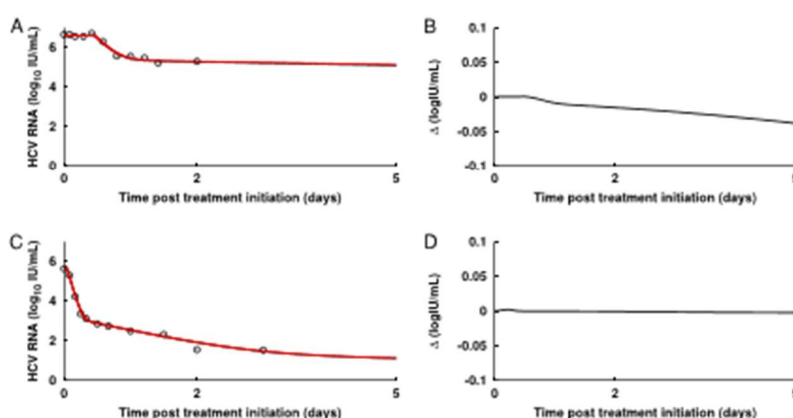 A
HCV RNA (log10 IU/mL)
6
4
2
0
0 2 5
Time post treatment initiation (days)
B
Δ (logIU/mL)
0.1
0.05
0
-0.05
-0.1
0 2
Time post treatment initiation (days)
C
HCV RNA (log10 IU/mL)
6
4
2
0
0 2 5
Time post treatment initiation (days)
D
Δ (logIU/mL)
0.1
0.05
0
-0.05
-0.1
0 2
Time post treatment initiation (days)